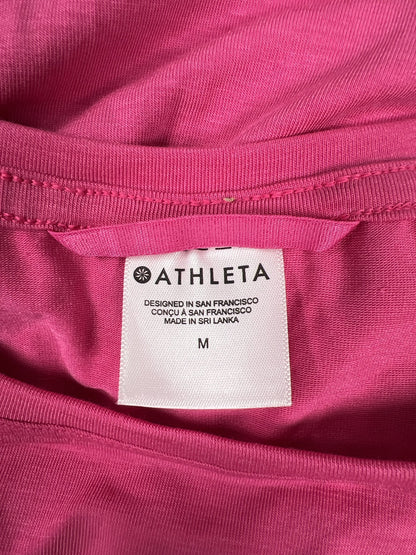 ATHLETA
DESIGNED IN SAN FRANCISCO
CONÇU À SAN FRANCISCO
MADE IN SRI LANKA
M